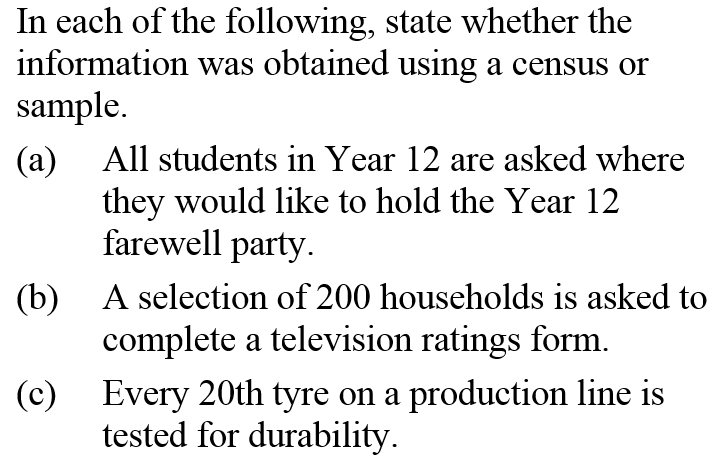 In each of the following, state whether the
information was obtained using a census or
sample.
(a) All students in Year 12 are asked where
they would like to hold the Year 12
farewell party.
(b) A selection of 200 households is asked to
complete a television ratings form.
(c) Every 20th tyre on a production line is
tested for durability.